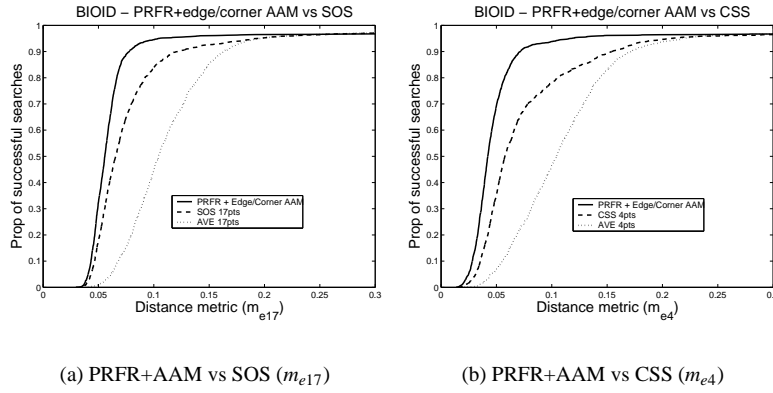 BIOID – PRFR+edge/corner AAM vs SOS
Prop of successful searches
1
0.9
0.8
0.7
0.6
0.5
0.4
0.3
0.2
0.1
0
PRFR + Edge/Corner AAM
SOS 17pts
AVE 17pts
0 0.05 0.1 0.15 0.2 0.25 0.3
Distance metric (m_e17)
(a) PRFR+AAM vs SOS (m_e17)
BIOID – PRFR+edge/corner AAM vs CSS
Prop of successful searches
1
0.9
0.8
0.7
0.6
0.5
0.4
0.3
0.2
0.1
0
PRFR + Edge/Corner AAM
CSS 4pts
AVE 4pts
0 0.05 0.1 0.15 0.2 0.25 0.3
Distance metric (m_e4)
(b) PRFR+AAM vs CSS (m_e4)